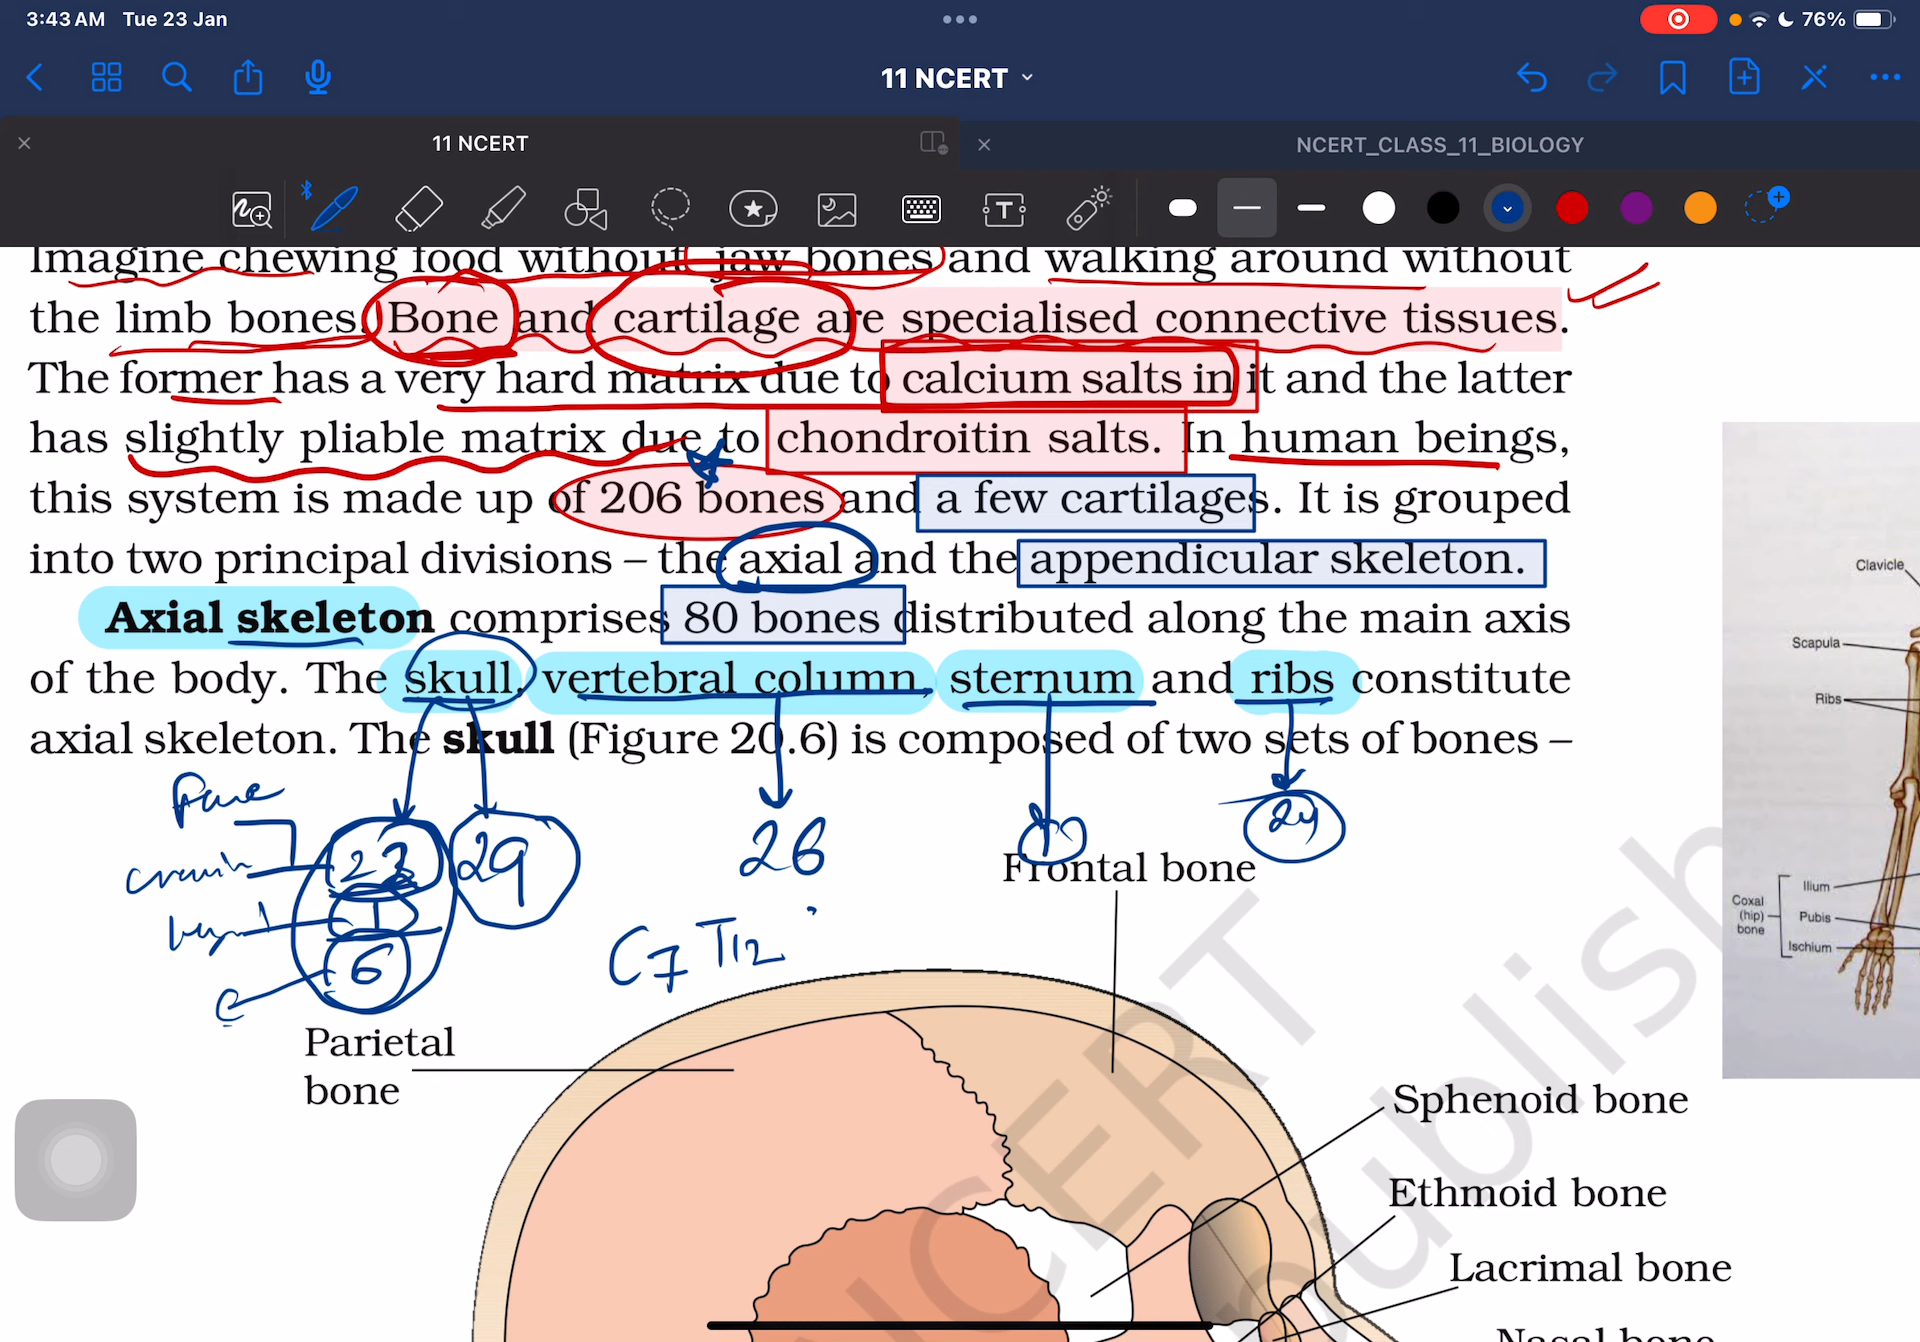 3:43 AM Tue 23 Jan
76%
11 NCERT
11 NCERT
NCERT_CLASS_11_BIOLOGY
Imagine chewing food without jaw bones and walking around without
the limb bones. Bone and cartilage are specialised connective tissues.
The former has a very hard matrix due to calcium salts in it and the latter
has slightly pliable matrix due to chondroitin salts. In human beings,
this system is made up of 206 bones and a few cartilages. It is grouped
into two principal divisions – the axial and the appendicular skeleton.
Axial skeleton comprises 80 bones distributed along the main axis
of the body. The skull, vertebral column, sternum and ribs constitute
axial skeleton. The skull (Figure 20.6) is composed of two sets of bones –
29
26
24
1
6
C7 T12
Frontal bone
Parietal
bone
Sphenoid bone
Ethmoid bone
Lacrimal bone
Nasal bone
Clavicle
Scapula
Ribs
Coxal
(hip)
bone
Ilium
Pubis
Ischium
NCERT
publish